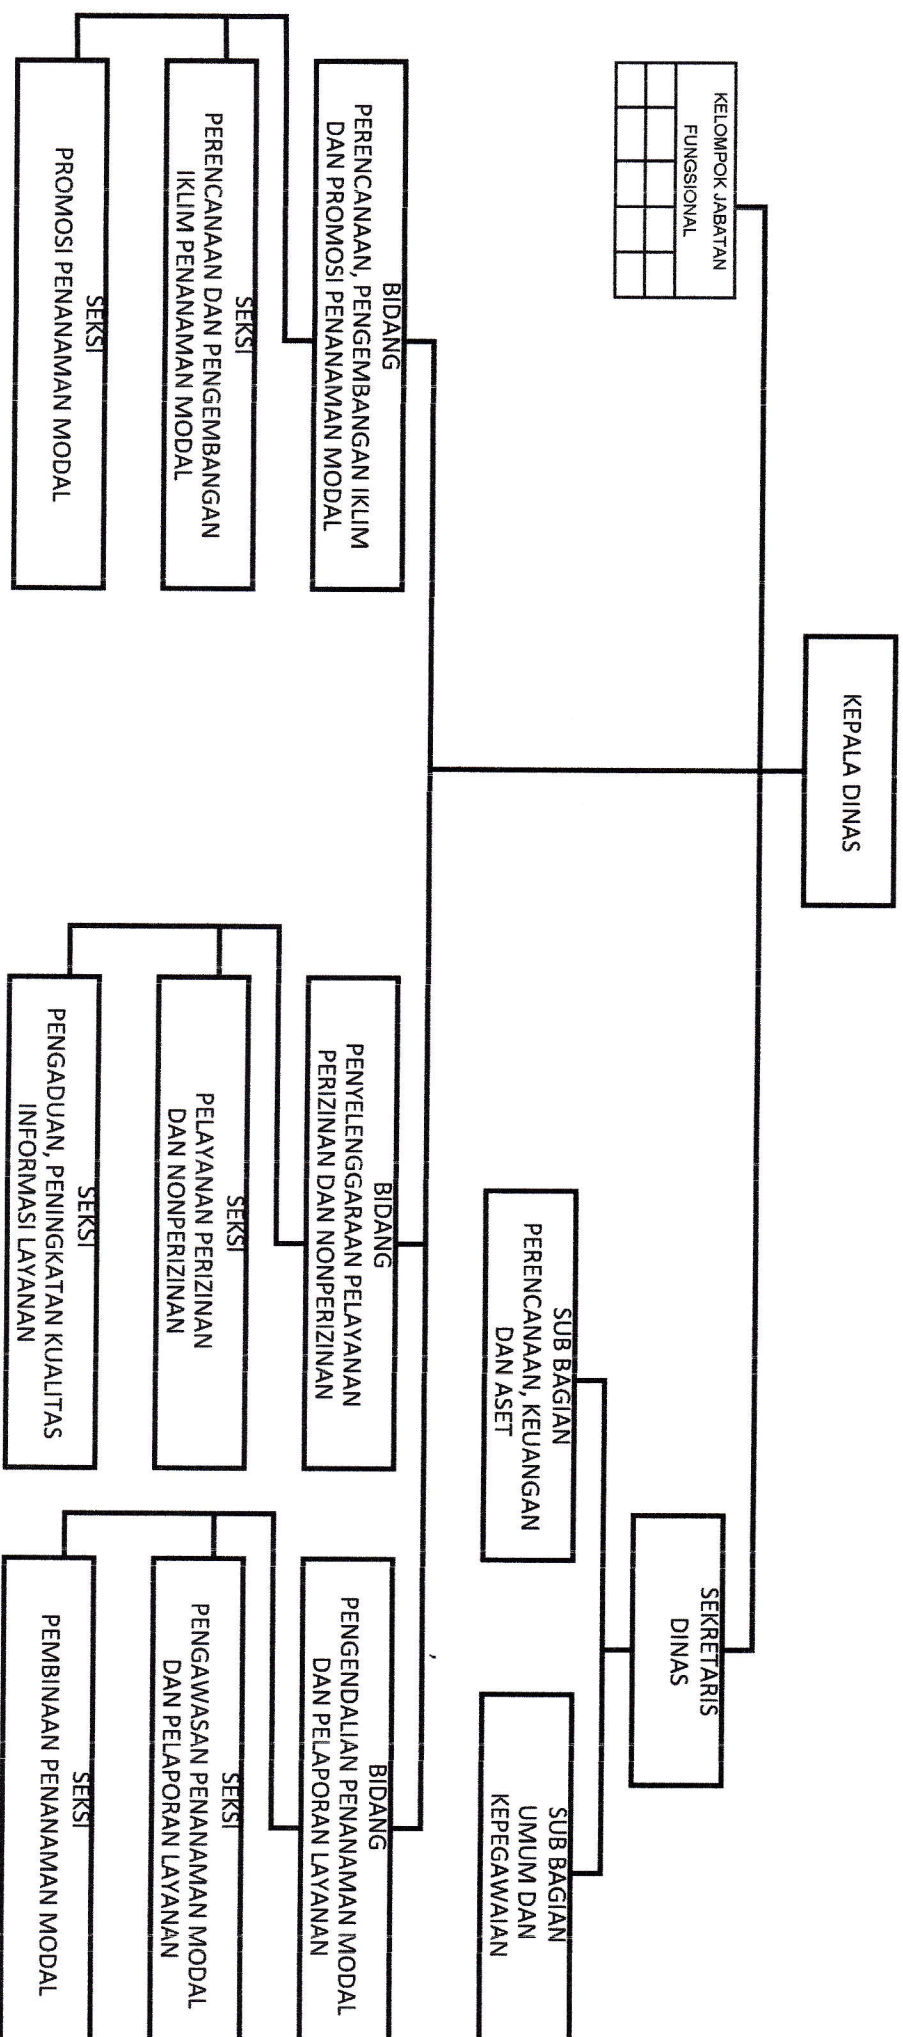 KEPALA DINAS
KELOMPOK JABATAN
FUNGSIONAL
SEKRETARIS
DINAS
SUB BAGIAN
PERENCANAAN, KEUANGAN
DAN ASET
SUB BAGIAN
UMUM DAN
KEPEGAWAIAN
BIDANG
PERENCANAAN, PENGEMBANGAN IKLIM
DAN PROMOSI PENANAMAN MODAL
SEKSI
PERENCANAAN DAN PENGEMBANGAN
IKLIM PENANAMAN MODAL
SEKSI
PROMOSI PENANAMAN MODAL
BIDANG
PENYELENGGARAAN PELAYANAN
PERIZINAN DAN NONPERIZINAN
SEKSI
PELAYANAN PERIZINAN
DAN NONPERIZINAN
SEKSI
PENGADUAN, PENINGKATAN KUALITAS
INFORMASI LAYANAN
BIDANG
PENGENDALIAN PENANAMAN MODAL
DAN PELAPORAN LAYANAN
SEKSI
PENGAWASAN PENANAMAN MODAL
DAN PELAPORAN LAYANAN
SEKSI
PEMBINAAN PENANAMAN MODAL